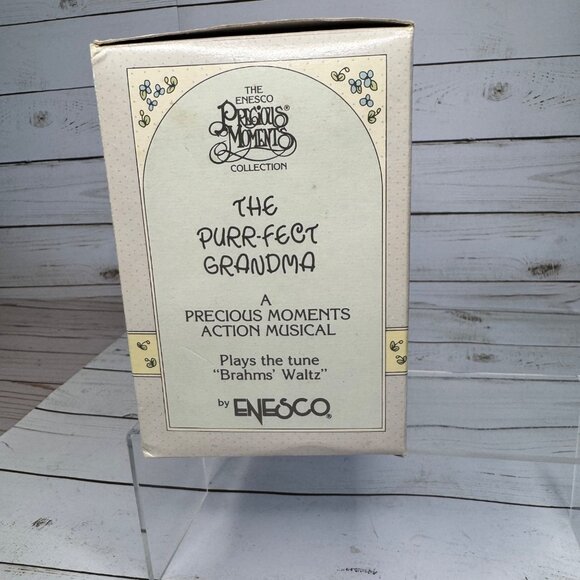 THE
ENESCO
PRECIOUS®
MOMENTS
COLLECTION
THE
PURR-FECT
GRANDMA
A
PRECIOUS MOMENTS
ACTION MUSICAL
Plays the tune
"Brahms' Waltz"
by ENESCO®